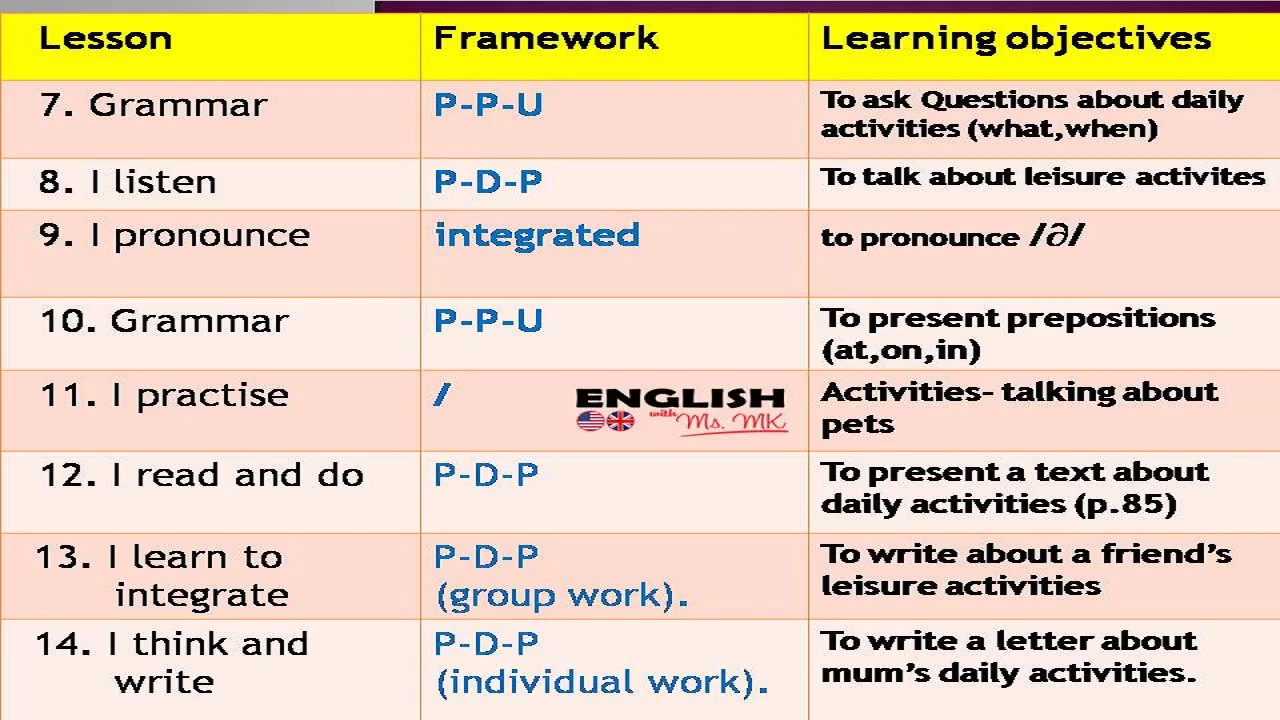 Lesson Framework Learning objectives
7. Grammar P-P-U To ask Questions about daily
activities (what,when)
8. I listen P-D-P To talk about leisure activites
9. I pronounce integrated to pronounce /∂/
10. Grammar P-P-U To present prepositions
(at,on,in)
11. I practise / Activities- talking about
pets
ENGLISH
with Ms. MK
12. I read and do P-D-P To present a text about
daily activities (p.85)
13. I learn to P-D-P To write about a friend’s
integrate (group work). leisure activities
14. I think and P-D-P To write a letter about
write (individual work). mum’s daily activities.